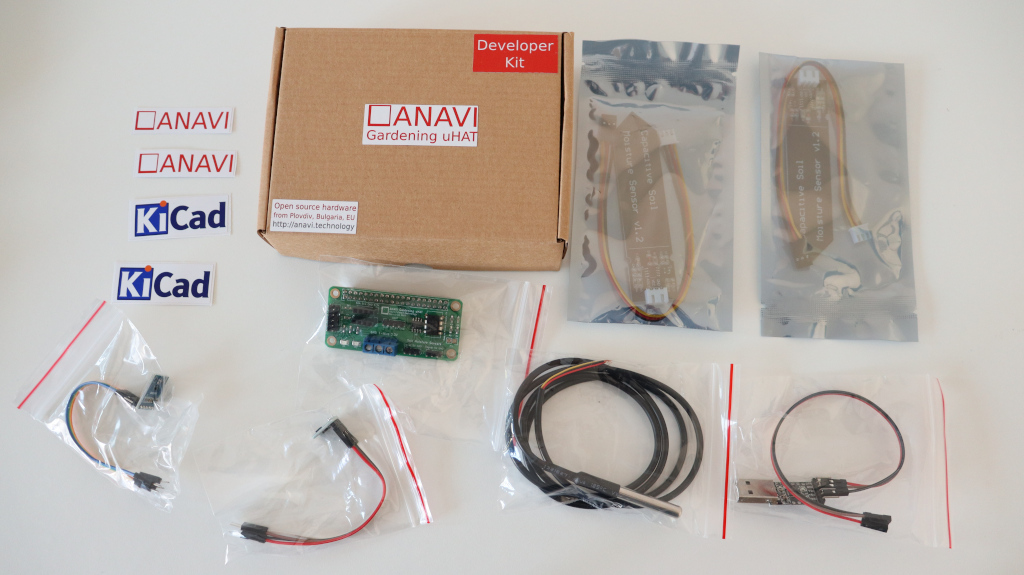 Developer
Kit
ANAVI
Gardening uHAT
Open source hardware
from Plovdiv, Bulgaria, EU
http://anavi.technology
ANAVI
ANAVI
KiCad
KiCad
Capacitive Soil
Moisture Sensor v1.2
Capacitive Soil
Moisture Sensor v1.2